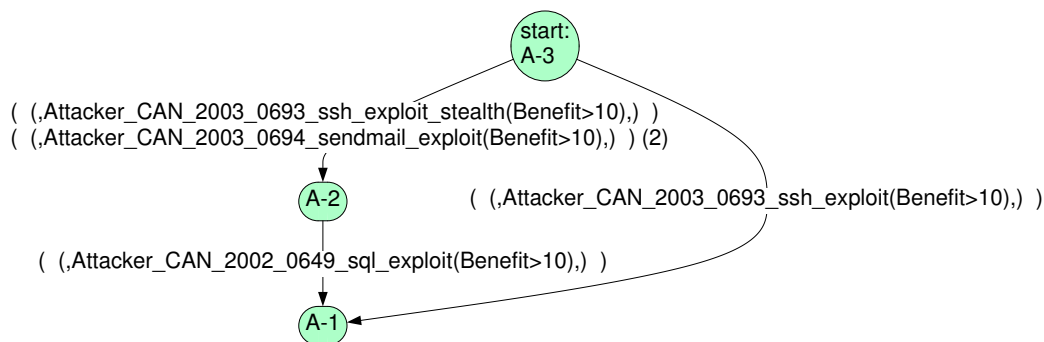 start:
A-3
( (,Attacker_CAN_2003_0693_ssh_exploit_stealth(Benefit>10),) )
( (,Attacker_CAN_2003_0694_sendmail_exploit(Benefit>10),) ) (2)
A-2
( (,Attacker_CAN_2003_0693_ssh_exploit(Benefit>10),) )
( (,Attacker_CAN_2002_0649_sql_exploit(Benefit>10),) )
A-1